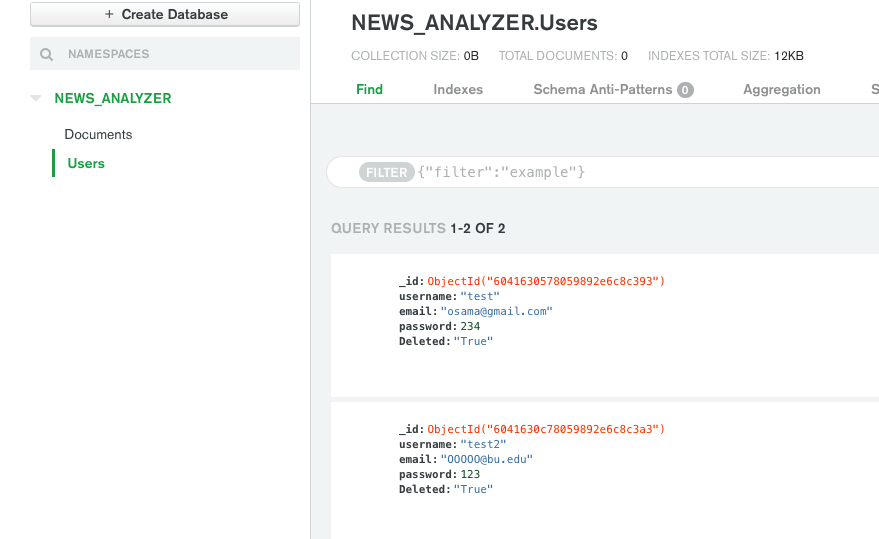 + Create Database
NAMESPACES
NEWS_ANALYZER
Documents
Users
NEWS_ANALYZER.Users
COLLECTION SIZE: 0B TOTAL DOCUMENTS: 0 INDEXES TOTAL SIZE: 12KB
Find Indexes Schema Anti-Patterns 0 Aggregation S
FILTER {"filter":"example"}
QUERY RESULTS 1-2 OF 2
_id: ObjectId("6041630578059892e6c8c393")
username: "test"
email: "osama@gmail.com"
password: 234
Deleted: "True"
_id: ObjectId("6041630c78059892e6c8c3a3")
username: "test2"
email: "OOOOO@bu.edu"
password: 123
Deleted: "True"